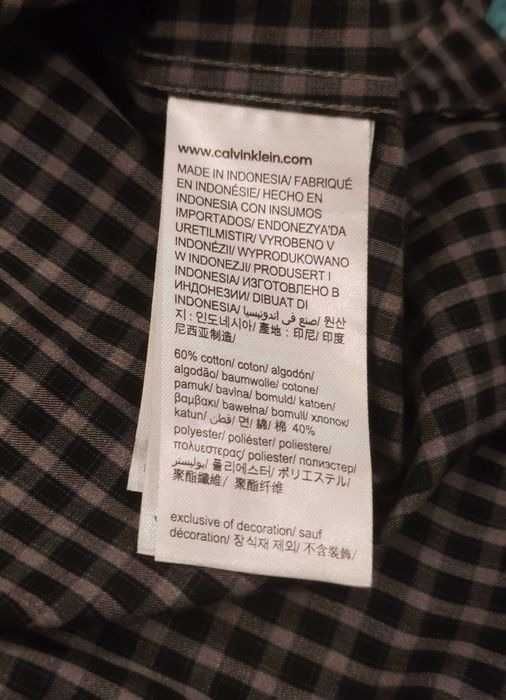 www.calvinklein.com
MADE IN INDONESIA/ FABRIQUÉ
EN INDONÉSIE/ HECHO EN
INDONESIA CON INSUMOS
IMPORTADOS/ ENDONEZYA'DA
URETILMISTIR/ VYROBENO V
INDONÉZII/ WYPRODUKOWANO
W INDONEZJI/ PRODUSERT I
INDONESIA/ ИЗГОТОВЛЕНО В
ИНДОНЕЗИИ/ DIBUAT DI
INDONESIA/ صنع في اندونيسيا/ 원산
지 : 인도네시아/ 產地 : 印尼/ 印度
尼西亚制造/
60% cotton/ coton/ algodón/
algodão/ baumwolle/ cotone/
pamuk/ bavlna/ bomuld/ katoen/
βαμβακι/ bawełna/ bomull/ хлопок/
katun/ قطن/ 면/ 綿/ 棉 40%
polyester/ poliéster/ poliestere/
πολυεστερας/ poliester/ полиэстер/
بوليستر/ 폴리에스터/ ポリエステル/
聚酯纖維/ 聚酯纤维
exclusive of decoration/ sauf
décoration/ 장식재 제외/ 不含装飾/